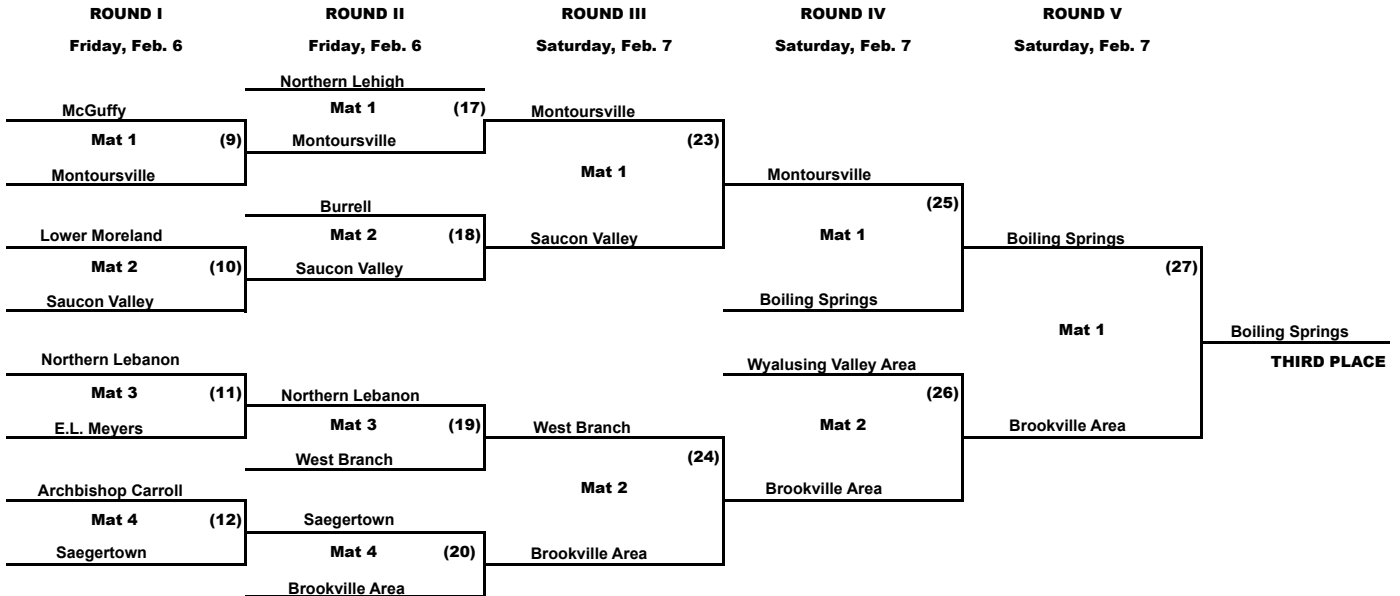 ROUND I
ROUND II
ROUND III
ROUND IV
ROUND V
Friday, Feb. 6
Friday, Feb. 6
Saturday, Feb. 7
Saturday, Feb. 7
Saturday, Feb. 7
McGuffy
Mat 1 (9)
Montoursville
Lower Moreland
Mat 2 (10)
Saucon Valley
Northern Lebanon
Mat 3 (11)
E.L. Meyers
Archbishop Carroll
Mat 4 (12)
Saegertown
Northern Lehigh
Mat 1 (17)
Montoursville
Burrell
Mat 2 (18)
Saucon Valley
Northern Lebanon
Mat 3 (19)
West Branch
Saegertown
Mat 4 (20)
Brookville Area
Montoursville
(23)
Mat 1
Saucon Valley
West Branch
(24)
Mat 2
Brookville Area
Montoursville
(25)
Mat 1
Boiling Springs
Wyalusing Valley Area
(26)
Mat 2
Brookville Area
Boiling Springs
(27)
Mat 1
Brookville Area
Boiling Springs
THIRD PLACE